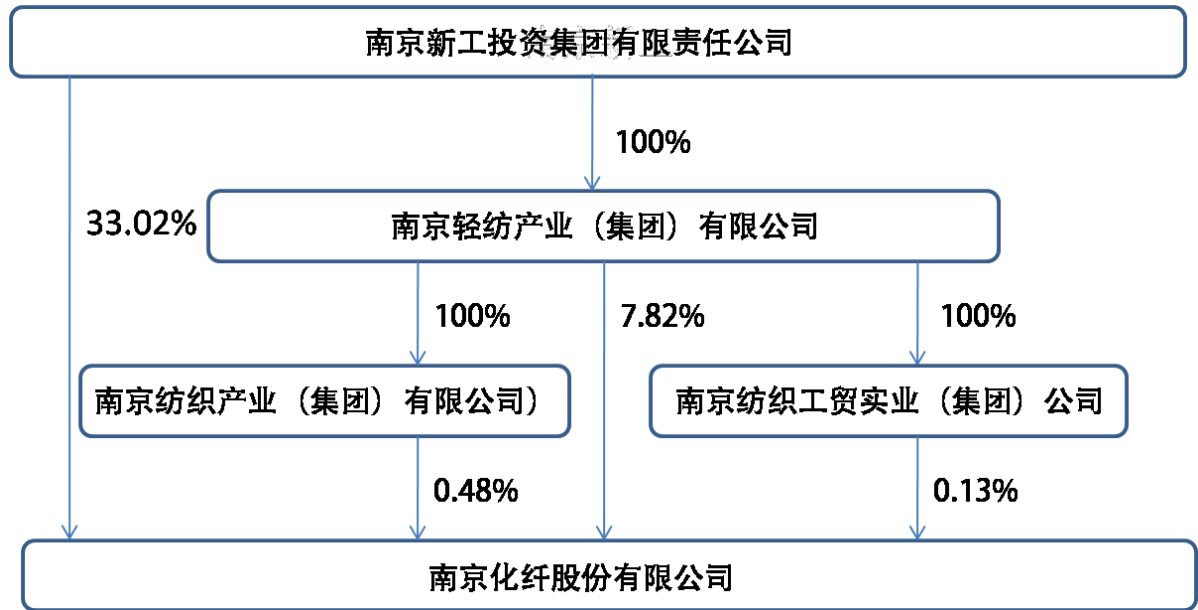 南京新工投资集团有限责任公司
100%
33.02%
南京轻纺产业（集团）有限公司
100%
7.82%
100%
南京纺织产业（集团）有限公司）
南京纺织工贸实业（集团）公司
0.48%
0.13%
南京化纤股份有限公司